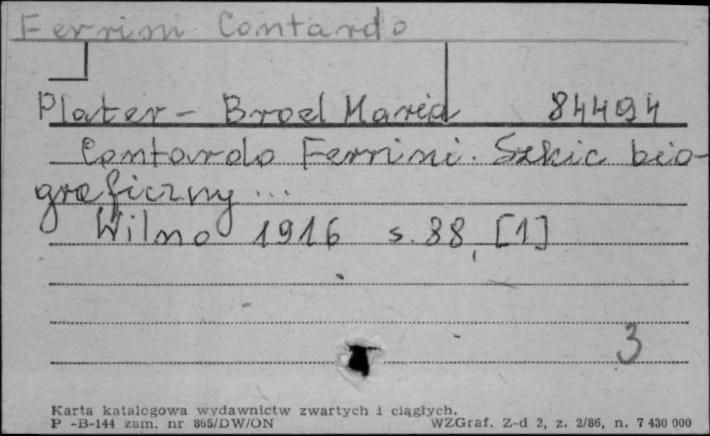 Ferrini Contardo
Plater - Broel Maria 84494
Contardo Ferrini. Szkic bio-
graficzny ...
Wilno 1916 s. 88, [1]
3
Karta katalogowa wydawnictw zwartych i ciągłych.
P -B-144 zam. nr 865/DW/ON WZGraf. Z-d 2, z. 2/86, n. 7 430 000